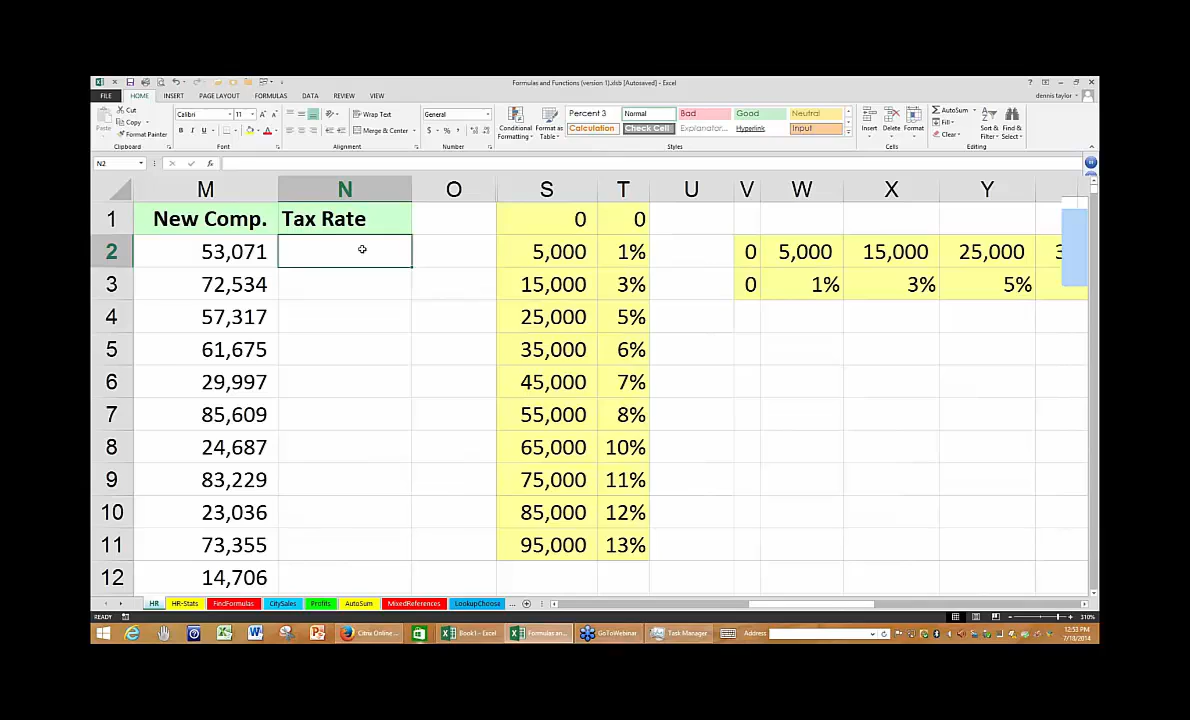 Formulas and Functions (version 1).xlsb [Autosaved] - Excel
FILE HOME INSERT PAGE LAYOUT FORMULAS DATA REVIEW VIEW dennis taylor
Cut
Copy
Format Painter
Paste
Clipboard
Calibri 11
B I U
Font
Wrap Text
Merge & Center
Alignment
General
$ % ,
Number
Conditional Formatting
Format as Table
Percent 3 Normal Bad Good Neutral
Calculation Check Cell Explanator... Hyperlink Input
Styles
Insert Delete Format
Cells
AutoSum
Fill
Clear
Sort & Filter
Find & Select
Editing
N2
M N O S T U V W X Y
1 New Comp. Tax Rate 0 0
2 53,071 5,000 1% 0 5,000 15,000 25,000 3
3 72,534 15,000 3% 0 1% 3% 5%
4 57,317 25,000 5%
5 61,675 35,000 6%
6 29,997 45,000 7%
7 85,609 55,000 8%
8 24,687 65,000 10%
9 83,229 75,000 11%
10 23,036 85,000 12%
11 73,355 95,000 13%
12 14,706
HR HR-Stats FindFormulas CitySales Profits AutoSum MixedReferences LookupChoose ...
READY 310%
Citrix Online... Book1 - Excel Formulas an... GoToWebinar Task Manager Address
12:53 PM
7/18/2014